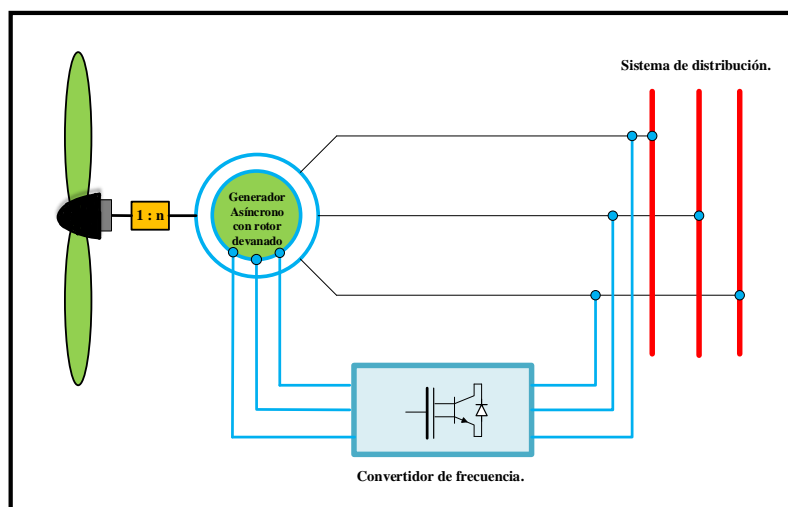 Sistema de distribución.
Generador
Asíncrono
con rotor
devanado
1 : n
Convertidor de frecuencia.